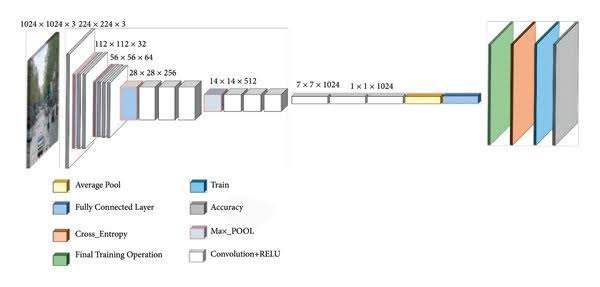 1024 × 1024 × 3 224 × 224 × 3
112 × 112 × 32
56 × 56 × 64
28 × 28 × 256
14 × 14 × 512
7 × 7 × 1024 1 × 1 × 1024
Average Pool Train
Fully Connected Layer Accuracy
Cross_Entropy Max_POOL
Final Training Operation Convolution+RELU